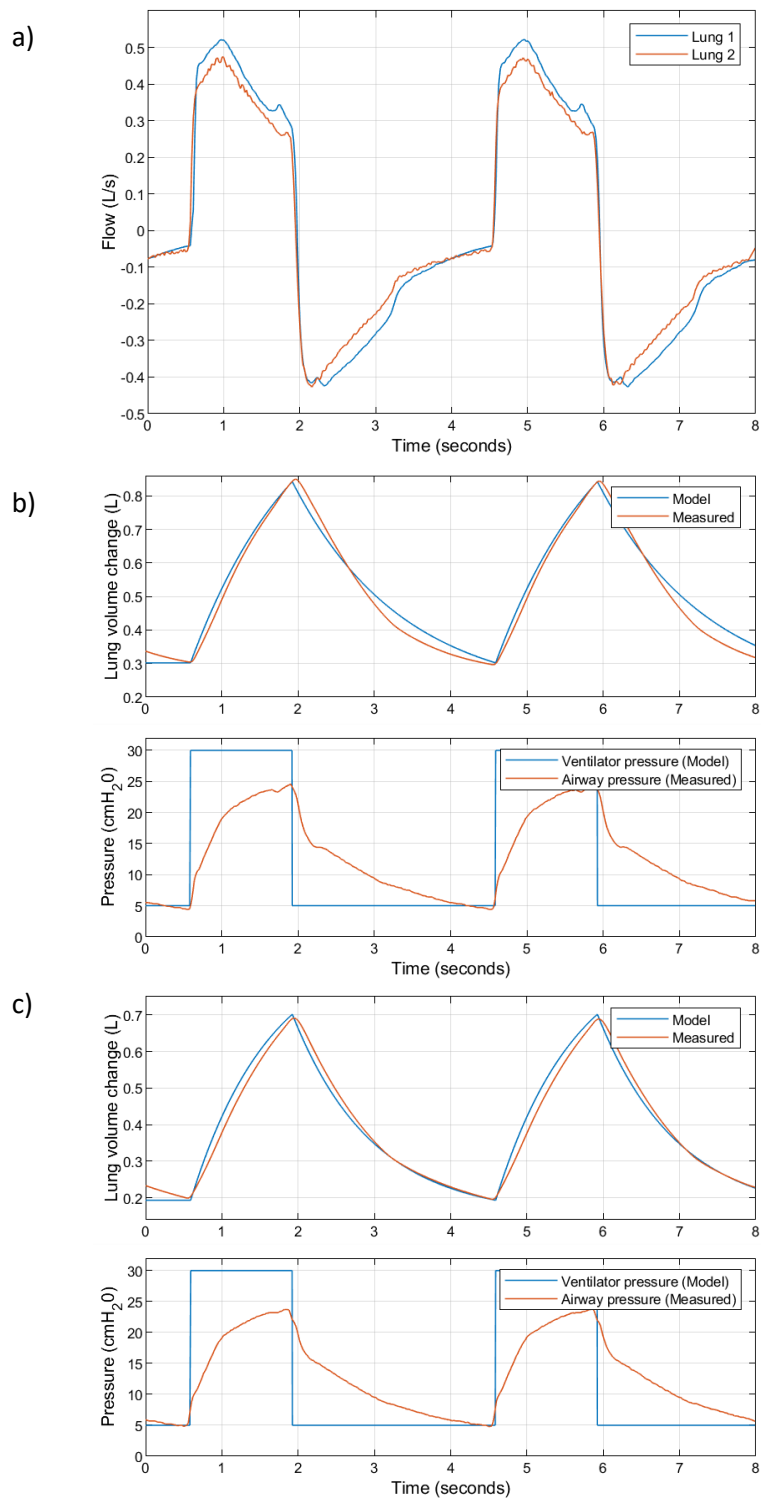 a)
Flow (L/s)
0.5
0.4
0.3
0.2
0.1
0
-0.1
-0.2
-0.3
-0.4
-0.5
Lung 1
Lung 2
0 1 2 3 4 5 6 7 8
Time (seconds)
b)
Lung volume change (L)
0.8
0.7
0.6
0.5
0.4
0.3
0.2
Model
Measured
0 1 2 3 4 5 6 7 8
Pressure (cmH20)
30
25
20
15
10
5
0
Ventilator pressure (Model)
Airway pressure (Measured)
0 1 2 3 4 5 6 7 8
Time (seconds)
c)
Lung volume change (L)
0.7
0.6
0.5
0.4
0.3
0.2
Model
Measured
0 1 2 3 4 5 6 7 8
Pressure (cmH20)
30
25
20
15
10
5
0
Ventilator pressure (Model)
Airway pressure (Measured)
0 1 2 3 4 5 6 7 8
Time (seconds)